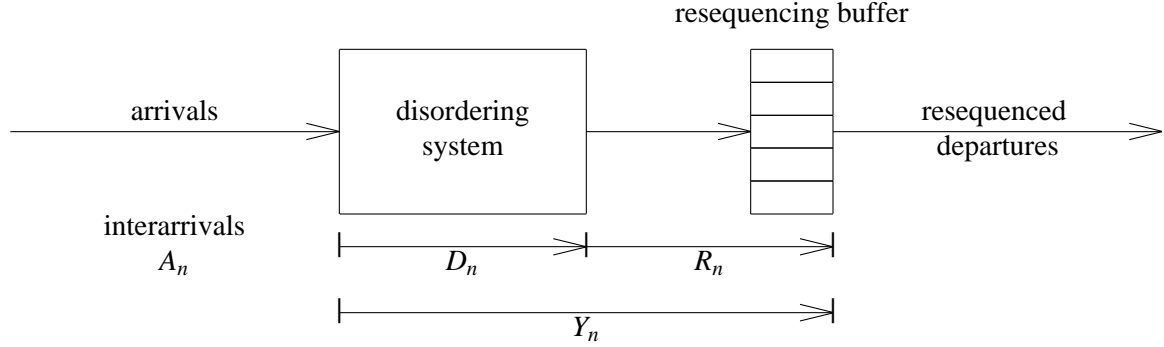 resequencing buffer
arrivals
disordering
system
resequenced
departures
interarrivals
A_n
D_n
R_n
Y_n